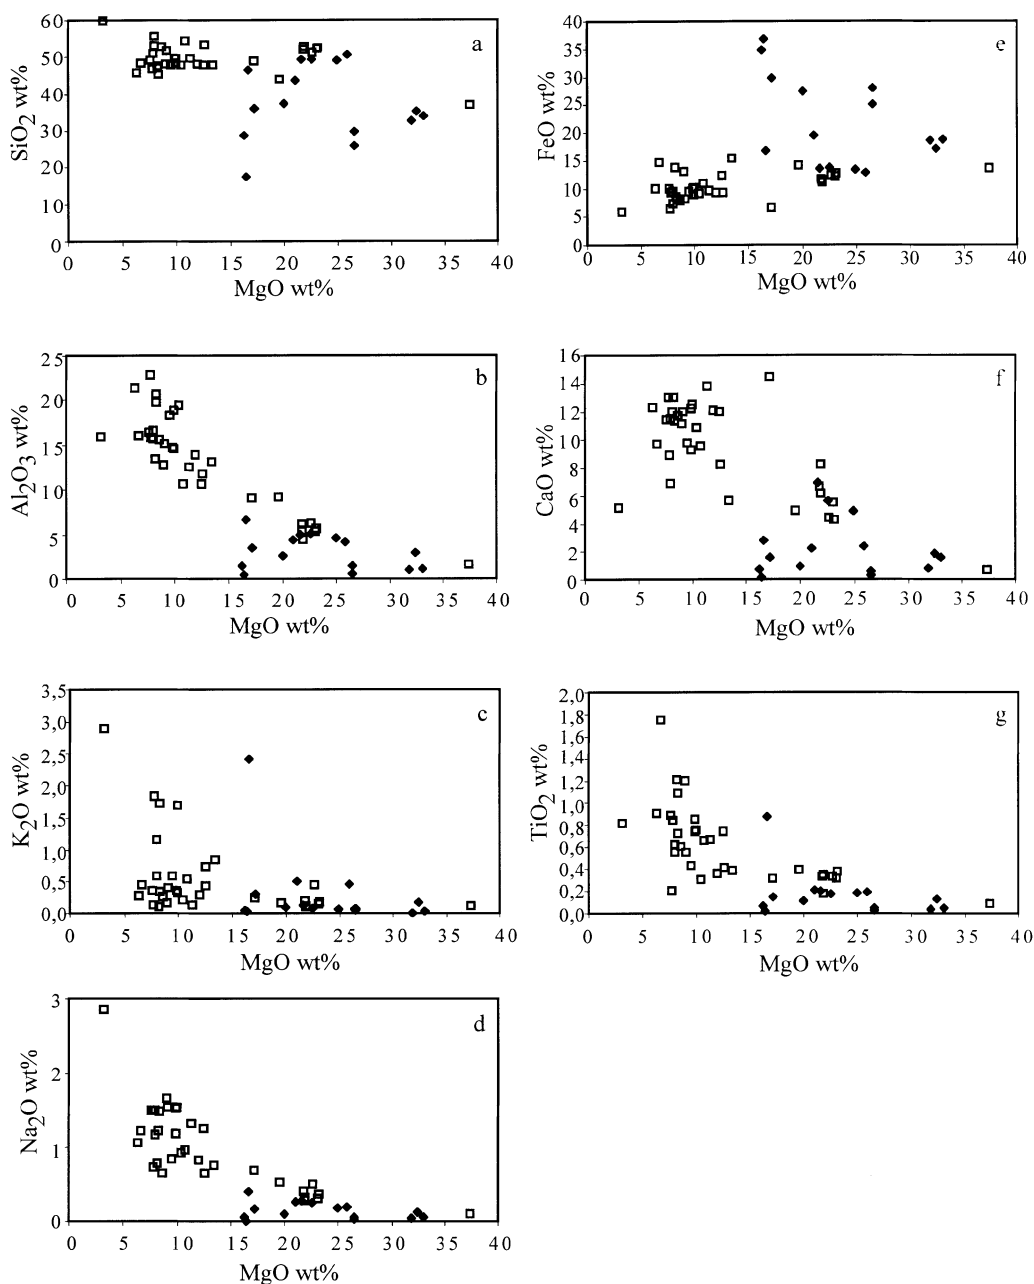 a
60
50
40
30
20
10
0
SiO2 wt%
0 5 10 15 20 25 30 35 40
MgO wt%
e
40
35
30
25
20
15
10
5
0
FeO wt%
0 5 10 15 20 25 30 35 40
MgO wt%
b
25
20
15
10
5
0
Al2O3 wt%
0 5 10 15 20 25 30 35 40
MgO wt%
f
16
14
12
10
8
6
4
2
0
CaO wt%
0 5 10 15 20 25 30 35 40
MgO wt%
c
3,5
3,0
2,5
2,0
1,5
1,0
0,5
0,0
K2O wt%
0 5 10 15 20 25 30 35 40
MgO wt%
g
2,0
1,8
1,6
1,4
1,2
1,0
0,8
0,6
0,4
0,2
0,0
TiO2 wt%
0 5 10 15 20 25 30 35 40
MgO wt%
d
3
2
1
0
Na2O wt%
0 5 10 15 20 25 30 35 40
MgO wt%